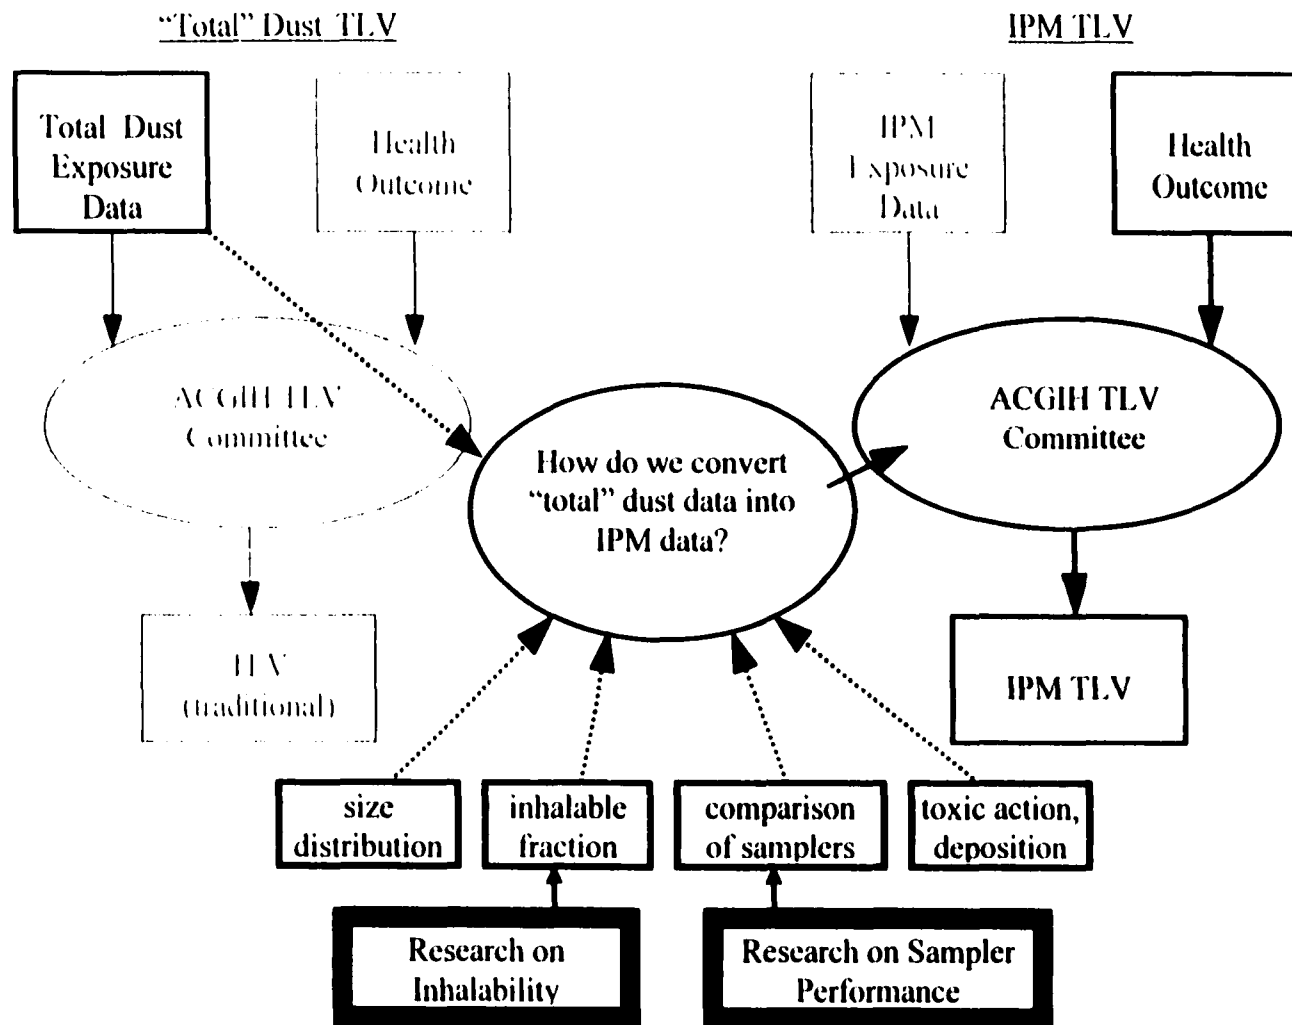 “Total” Dust TLV
IPM TLV
Total Dust
Exposure
Data
Health
Outcome
IPM
Exposure
Data
Health
Outcome
ACGIH TLV
Committee
How do we convert
“total” dust data into
IPM data?
ACGIH TLV
Committee
TLV
(traditional)
IPM TLV
size
distribution
inhalable
fraction
comparison
of samplers
toxic action,
deposition
Research on
Inhalability
Research on Sampler
Performance